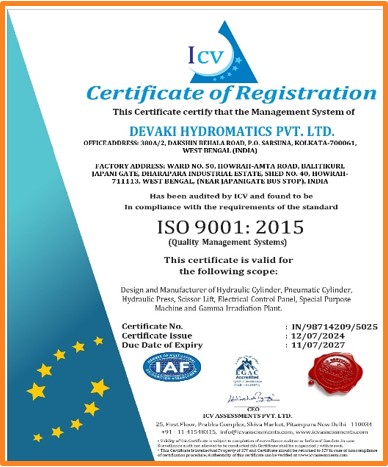 ICV
Certificate of Registration
This Certificate certify that the Management System of
DEVAKI HYDROMATICS PVT. LTD.
OFFICE ADDRESS: 380A/2, DAKSHIN BEHALA ROAD, P.O. SARSUNA, KOLKATA-700061,
WEST BENGAL (INDIA)
FACTORY ADDRESS: WARD NO. 50, HOWRAH-AMTA ROAD, BALITIKURI,
JAPANI GATE, DHARAPARA INDUSTRIAL ESTATE, SHED NO. 40, HOWRAH-
711113, WEST BENGAL, (NEAR JAPANIGATE BUS STOP), INDIA
Has been audited by ICV and found to be
In compliance with the requirements of the standard
ISO 9001: 2015
(Quality Management Systems)
This certificate is valid for
the following scope:
Design and Manufacturer of Hydraulic Cylinder, Pneumatic Cylinder,
Hydraulic Press, Scissor Lift, Electrical Control Panel, Special Purpose
Machine and Gamma Irradiation Plant.
Certificate No. : IN/98714209/5025
Certificate Issue : 12/07/2024
Due Date of Expiry : 11/07/2027
IAF
EGAC
Accredited
CEO
ICV ASSESSMENTS PVT. LTD.
25, First Floor, Prabha Complex, Shiva Market, Pitampura New Delhi 110034
+91 11 41548315, info@icvassessments.com, www.icvassessments.com